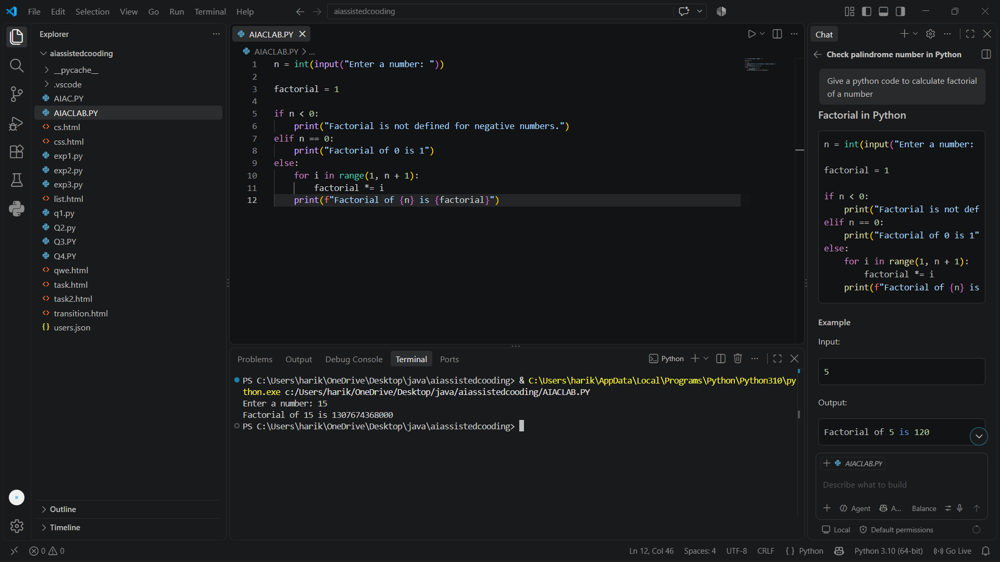 File Edit Selection View Go Run Terminal Help
aiassistedcooding
Explorer
aiassistedcooding
__pycache__
.vscode
AIAC.PY
AIACLAB.PY
cs.html
css.html
exp1.py
exp2.py
exp3.py
list.html
q1.py
Q2.py
Q3.PY
Q4.PY
qwe.html
task.html
task2.html
transition.html
users.json
Outline
Timeline
AIACLAB.PY
AIACLAB.PY > ...
1 n = int(input("Enter a number: "))
2
3 factorial = 1
4
5 if n < 0:
6     print("Factorial is not defined for negative numbers.")
7 elif n == 0:
8     print("Factorial of 0 is 1")
9 else:
10     for i in range(1, n + 1):
11         factorial *= i
12     print(f"Factorial of {n} is {factorial}")
Problems Output Debug Console Terminal Ports
Python
PS C:\Users\harik\OneDrive\Desktop\java\aiassistedcooding> & C:\Users\harik\AppData\Local\Programs\Python\Python310\py
thon.exe c:/Users/harik/OneDrive/Desktop/java/aiassistedcooding/AIACLAB.PY
Enter a number: 15
Factorial of 15 is 1307674368000
PS C:\Users\harik\OneDrive\Desktop\java\aiassistedcooding>
Chat
Check palindrome number in Python
Give a python code to calculate factorial
of a number
Factorial in Python
n = int(input("Enter a number:
factorial = 1
if n < 0:
    print("Factorial is not def
elif n == 0:
    print("Factorial of 0 is 1"
else:
    for i in range(1, n + 1):
        factorial *= i
    print(f"Factorial of {n} is
Example
Input:
5
Output:
Factorial of 5 is 120
AIACLAB.PY
Describe what to build
Agent A... Balance
Local Default permissions
0 0
Ln 12, Col 46 Spaces: 4 UTF-8 CRLF { } Python Python 3.10 (64-bit) Go Live